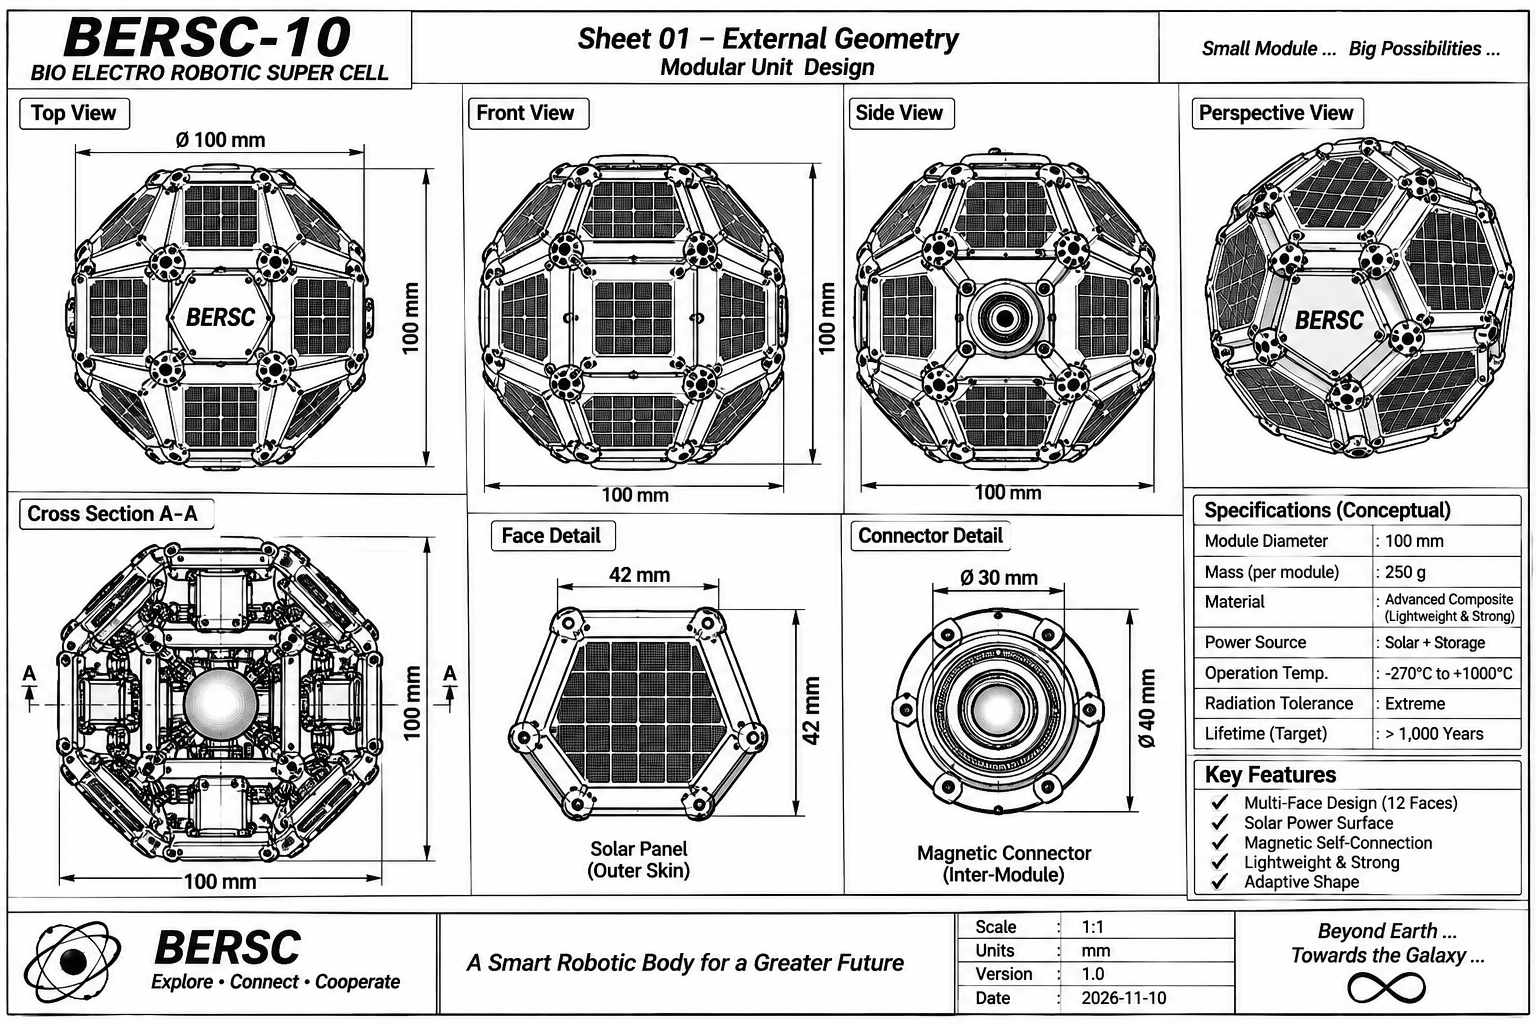 BERSC-10
BIO ELECTRO ROBOTIC SUPER CELL
Sheet 01 – External Geometry
Modular Unit Design
Small Module ... Big Possibilities ...
Top View
Ø 100 mm
100 mm
BERSC
Front View
100 mm
100 mm
Side View
100 mm
Perspective View
BERSC
Cross Section A-A
A
A
100 mm
100 mm
Face Detail
42 mm
42 mm
Solar Panel
(Outer Skin)
Connector Detail
Ø 30 mm
Ø 40 mm
Magnetic Connector
(Inter-Module)
Specifications (Conceptual)
Module Diameter : 100 mm
Mass (per module) : 250 g
Material : Advanced Composite
(Lightweight & Strong)
Power Source : Solar + Storage
Operation Temp. : -270°C to +1000°C
Radiation Tolerance : Extreme
Lifetime (Target) : > 1,000 Years
Key Features
✓ Multi-Face Design (12 Faces)
✓ Solar Power Surface
✓ Magnetic Self-Connection
✓ Lightweight & Strong
✓ Adaptive Shape
BERSC
Explore • Connect • Cooperate
A Smart Robotic Body for a Greater Future
Scale : 1:1
Units : mm
Version : 1.0
Date : 2026-11-10
Beyond Earth ...
Towards the Galaxy ...